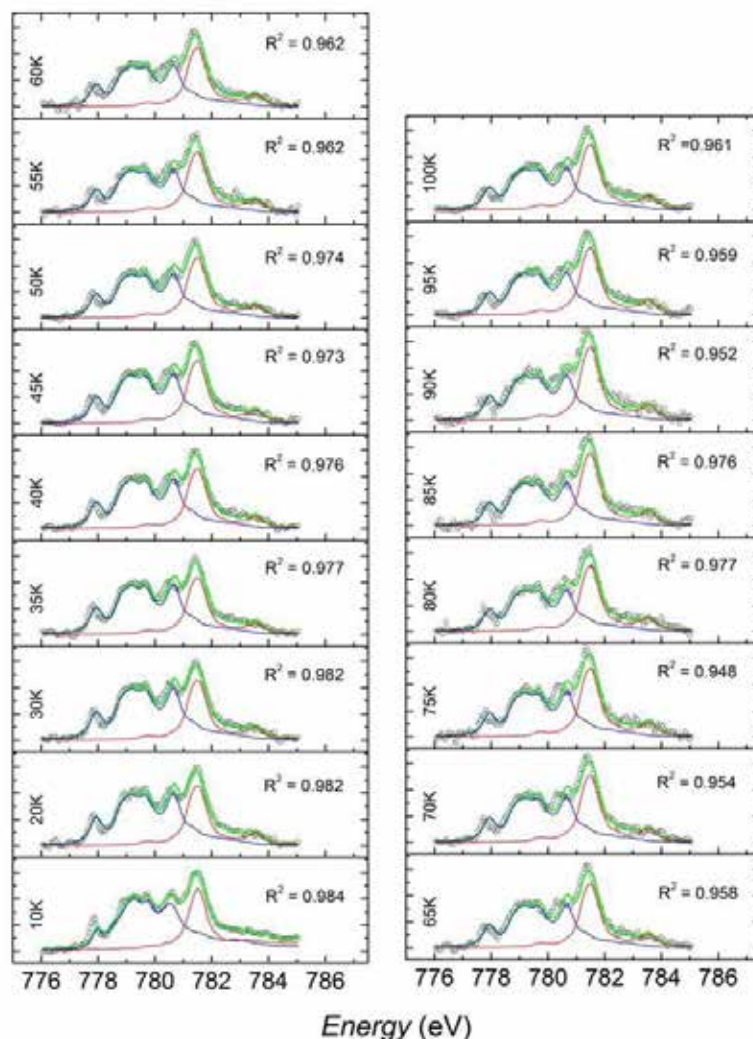 60K
R² = 0.962
55K
R² = 0.962
50K
R² = 0.974
45K
R² = 0.973
40K
R² = 0.976
35K
R² = 0.977
30K
R² = 0.982
20K
R² = 0.982
10K
R² = 0.984
776 778 780 782 784 786
100K
R² =0.961
95K
R² = 0.959
90K
R² = 0.952
85K
R² = 0.976
80K
R² = 0.977
75K
R² = 0.948
70K
R² = 0.954
65K
R² = 0.958
776 778 780 782 784 786
Energy (eV)